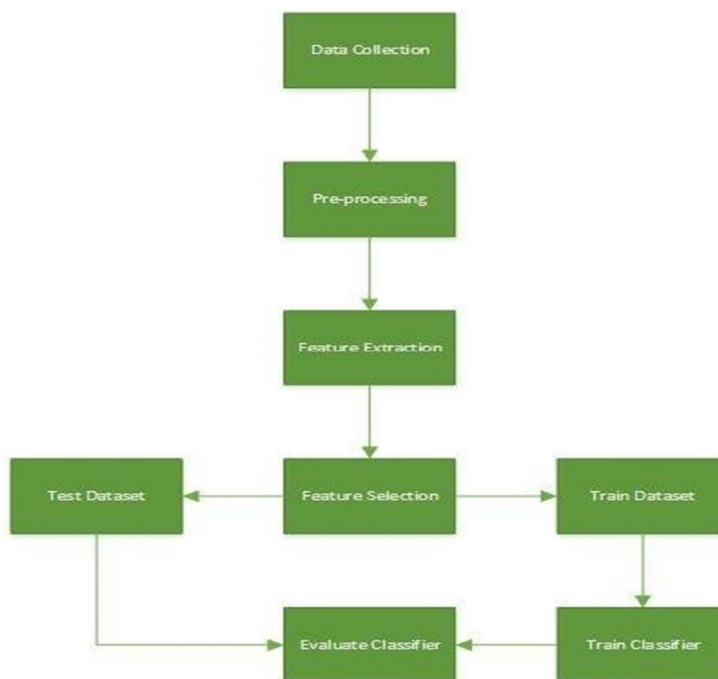 Data Collection
Pre-processing
Feature Extraction
Test Dataset
Feature Selection
Train Dataset
Evaluate Classifier
Train Classifier